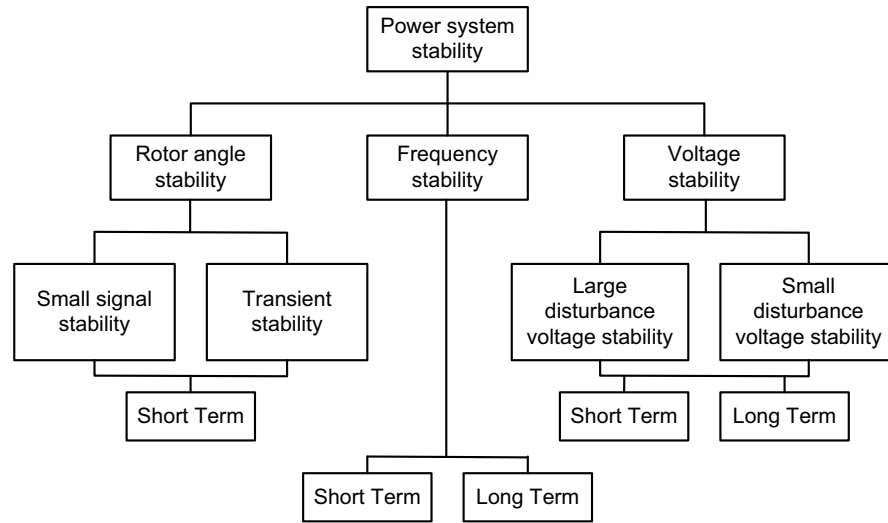 Power system
stability
Rotor angle
stability
Frequency
stability
Voltage
stability
Small signal
stability
Transient
stability
Large
disturbance
voltage stability
Small
disturbance
voltage stability
Short Term
Short Term
Long Term
Short Term
Long Term